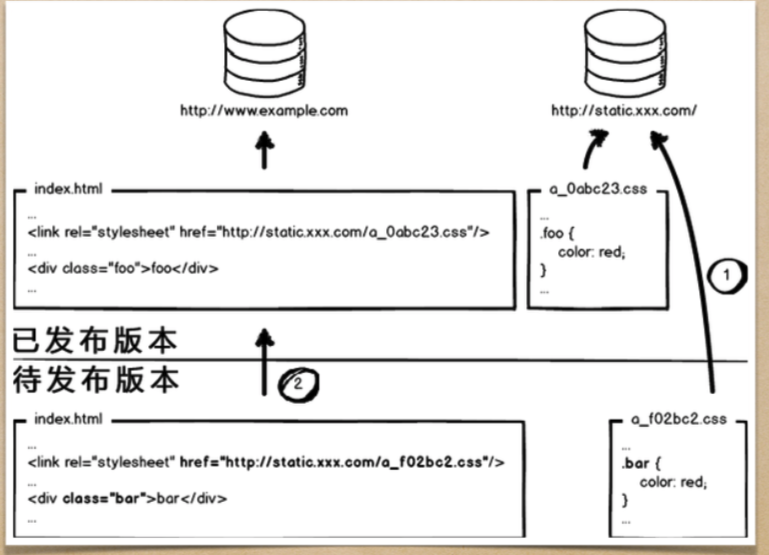 http://www.example.com
http://static.xxx.com/
index.html
...
<link rel="stylesheet" href="http://static.xxx.com/a_0abc23.css"/>
...
<div class="foo">foo</div>
...
a_0abc23.css
...
.foo {
color: red;
}
...
1
已发布版本
待发布版本
2
index.html
...
<link rel="stylesheet" href="http://static.xxx.com/a_f02bc2.css"/>
...
<div class="bar">bar</div>
...
a_f02bc2.css
...
.bar {
color: red;
}
...